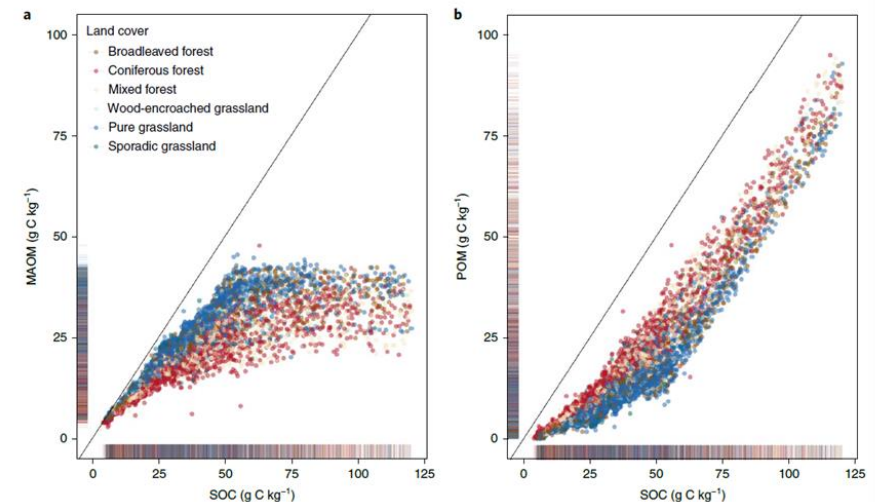 a
b
Land cover
Broadleaved forest
Coniferous forest
Mixed forest
Wood-encroached grassland
Pure grassland
Sporadic grassland
MAOM (g C kg⁻¹)
100
75
50
25
0
0 25 50 75 100 125
SOC (g C kg⁻¹)
POM (g C kg⁻¹)
100
75
50
25
0
0 25 50 75 100 125
SOC (g C kg⁻¹)